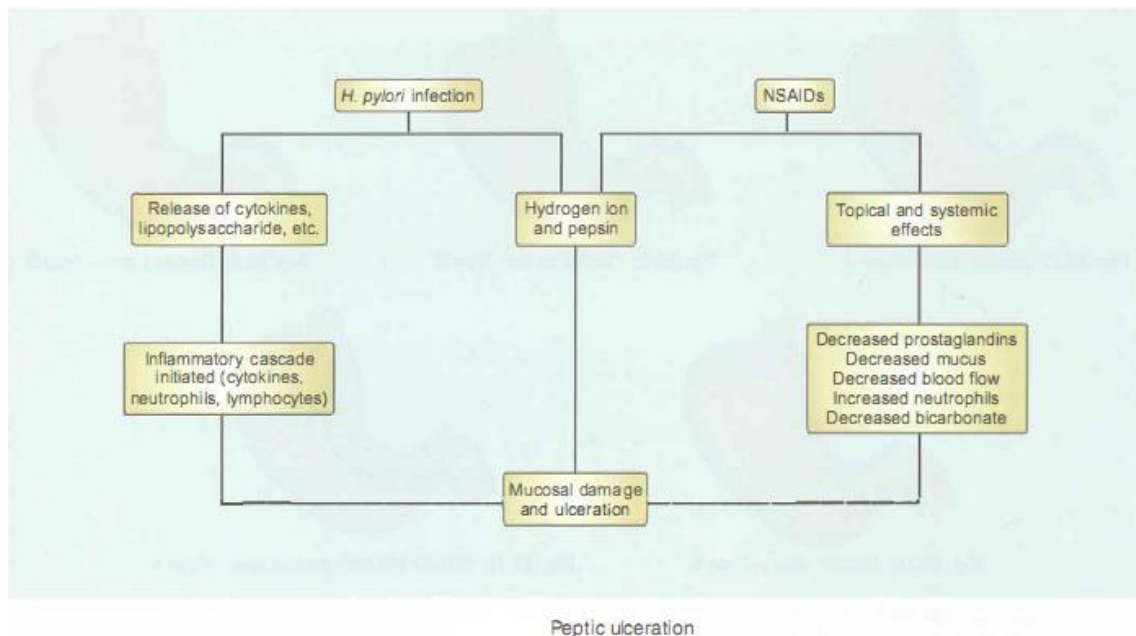 H. pylori infection
NSAIDs
Release of cytokines,
lipopolysaccharide, etc.
Hydrogen ion
and pepsin
Topical and systemic
effects
Inflammatory cascade
initiated (cytokines,
neutrophils, lymphocytes)
Decreased prostaglandins
Decreased mucus
Decreased blood flow
Increased neutrophils
Decreased bicarbonate
Mucosal damage
and ulceration
Peptic ulceration